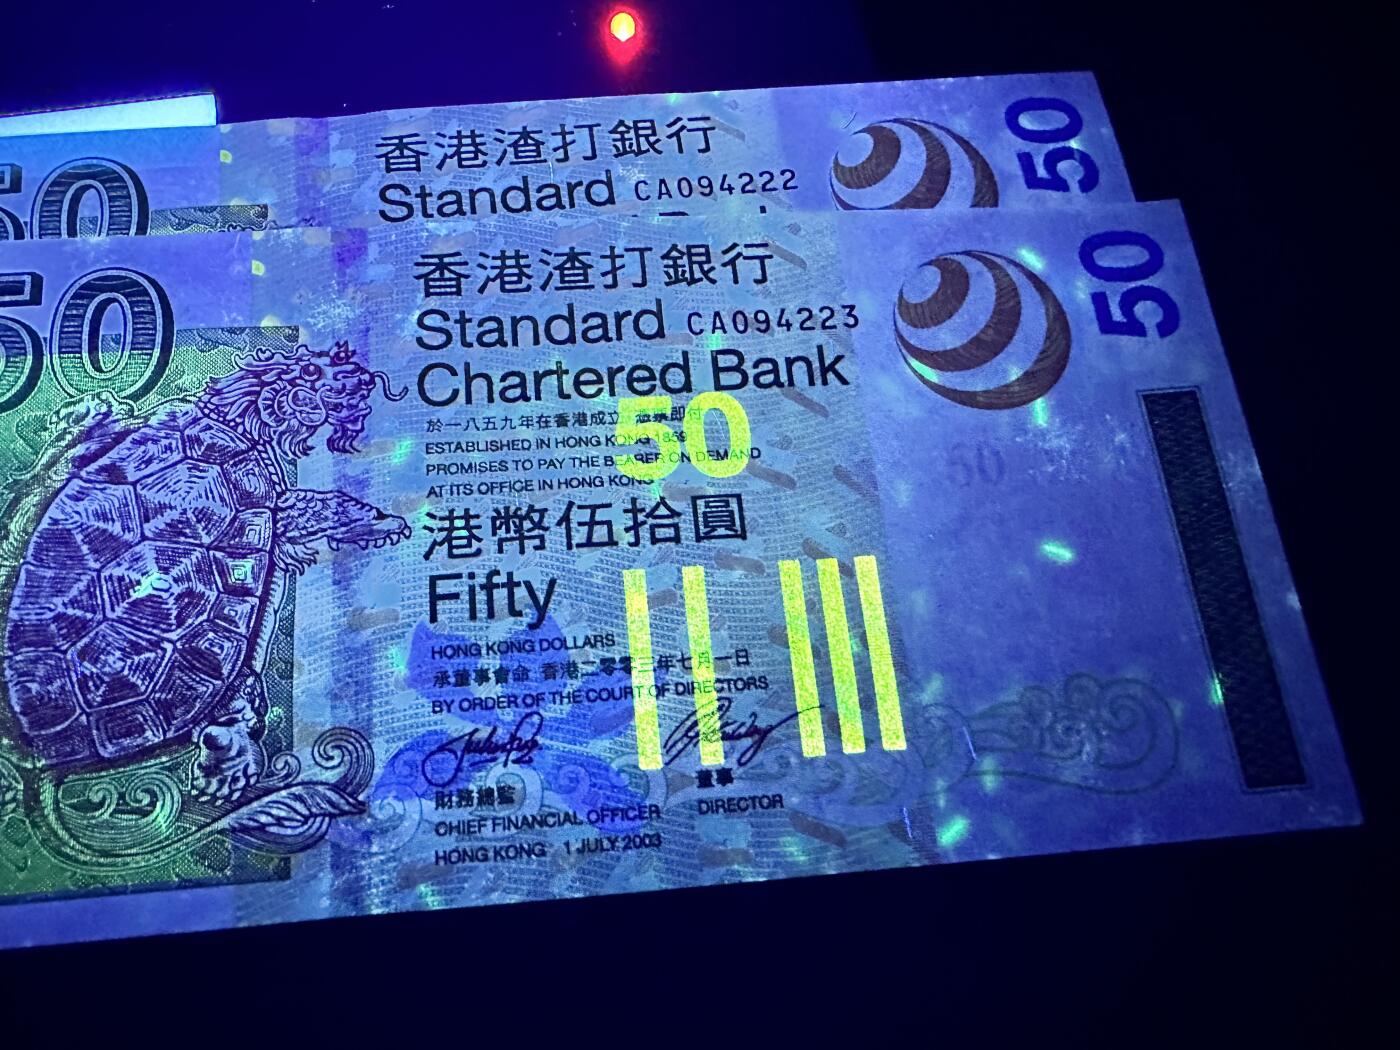 50
香港渣打銀行
Standard CA094222
50
50
香港渣打銀行
Standard CA094223
Chartered Bank
50
於一八五九年在香港成立 憑票即付
50
ESTABLISHED IN HONG KONG 1859
PROMISES TO PAY THE BEARER ON DEMAND
AT ITS OFFICE IN HONG KONG
50
港幣伍拾圓
Fifty
HONG KONG DOLLARS
承董事會命 香港二零零三年七月一日
BY ORDER OF THE COURT OF DIRECTORS
財務總監
董事
CHIEF FINANCIAL OFFICER
DIRECTOR
HONG KONG 1 JULY 2003